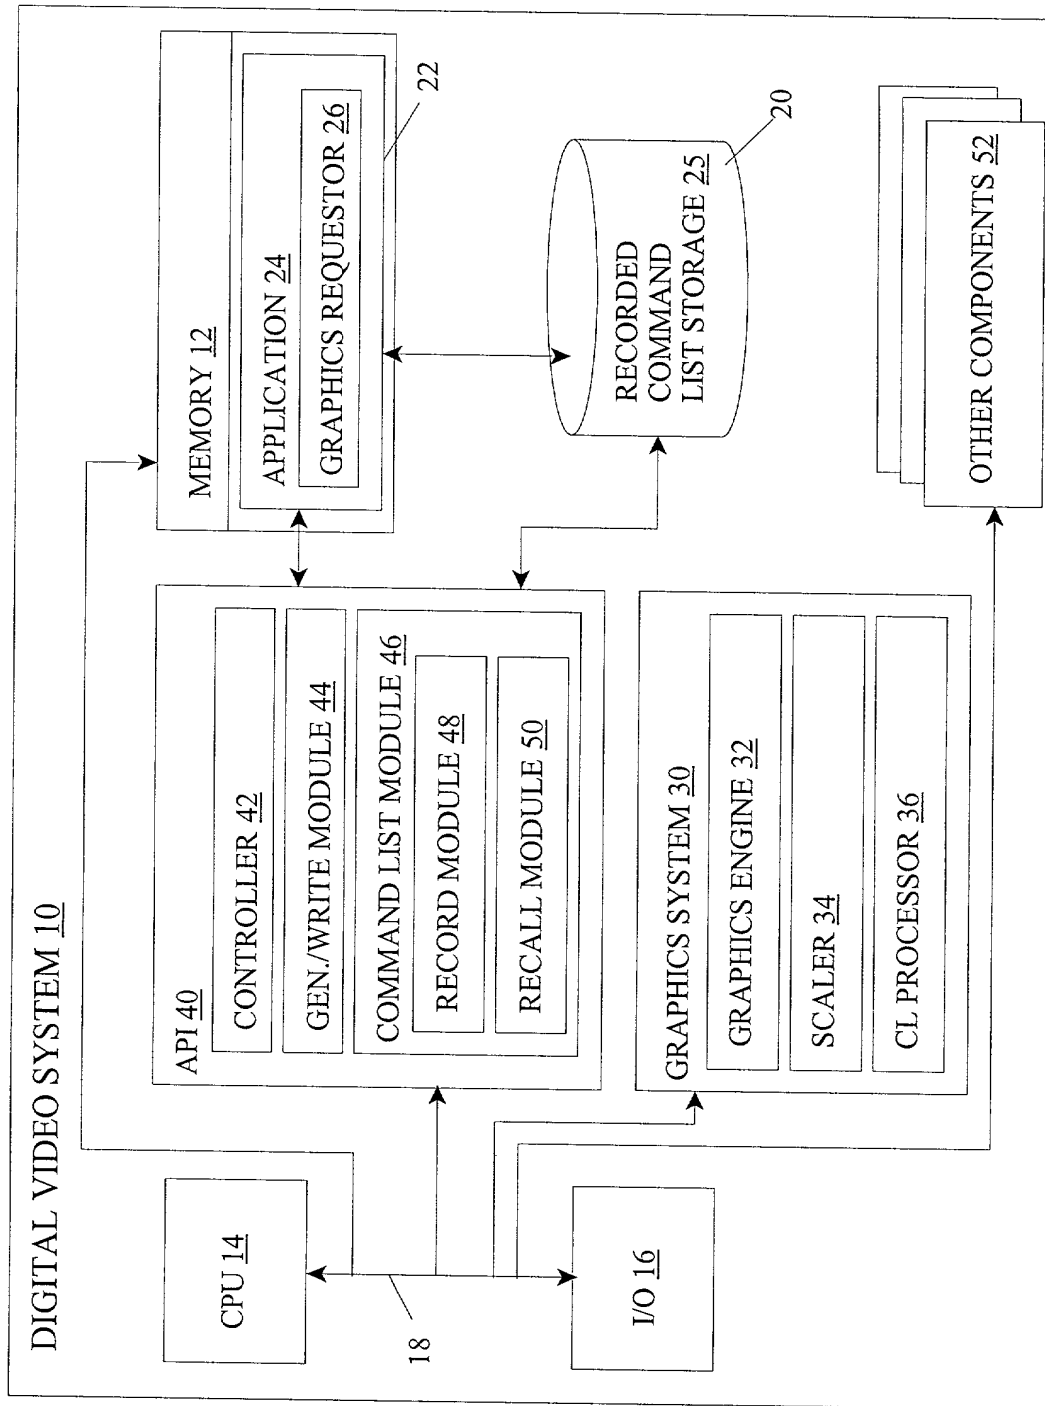 DIGITAL VIDEO SYSTEM 10
CPU 14
18
I/O 16
API 40
CONTROLLER 42
GEN./WRITE MODULE 44
COMMAND LIST MODULE 46
RECORD MODULE 48
RECALL MODULE 50
GRAPHICS SYSTEM 30
GRAPHICS ENGINE 32
SCALER 34
CL PROCESSOR 36
MEMORY 12
APPLICATION 24
GRAPHICS REQUESTOR 26
22
RECORDED
COMMAND
LIST STORAGE 25
20
OTHER COMPONENTS 52